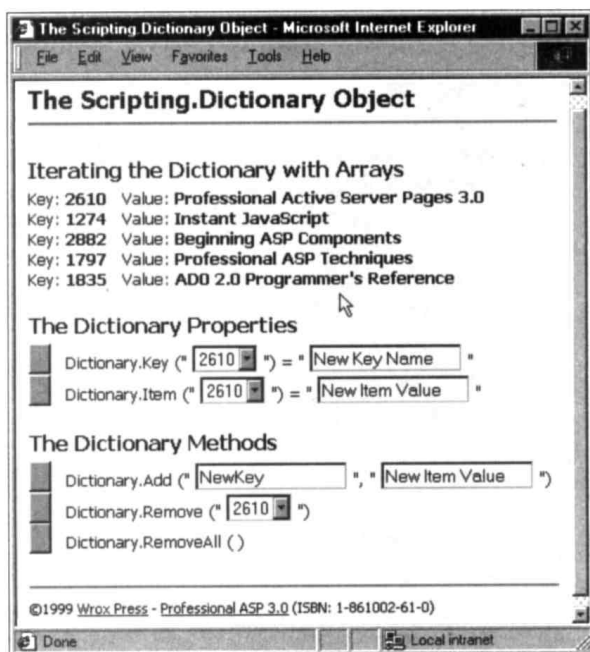 The Scripting.Dictionary Object - Microsoft Internet Explorer
File Edit View Favorites Tools Help
The Scripting.Dictionary Object
Iterating the Dictionary with Arrays
Key: 2610 Value: Professional Active Server Pages 3.0
Key: 1274 Value: Instant JavaScript
Key: 2882 Value: Beginning ASP Components
Key: 1797 Value: Professional ASP Techniques
Key: 1835 Value: ADO 2.0 Programmer's Reference
The Dictionary Properties
Dictionary.Key (" 2610 ") = " New Key Name "
Dictionary.Item (" 2610 ") = " New Item Value "
The Dictionary Methods
Dictionary.Add (" NewKey ", " New Item Value ")
Dictionary.Remove (" 2610 ")
Dictionary.RemoveAll ( )
©1999 Wrox Press - Professional ASP 3.0 (ISBN: 1-861002-61-0)
Done Local intranet